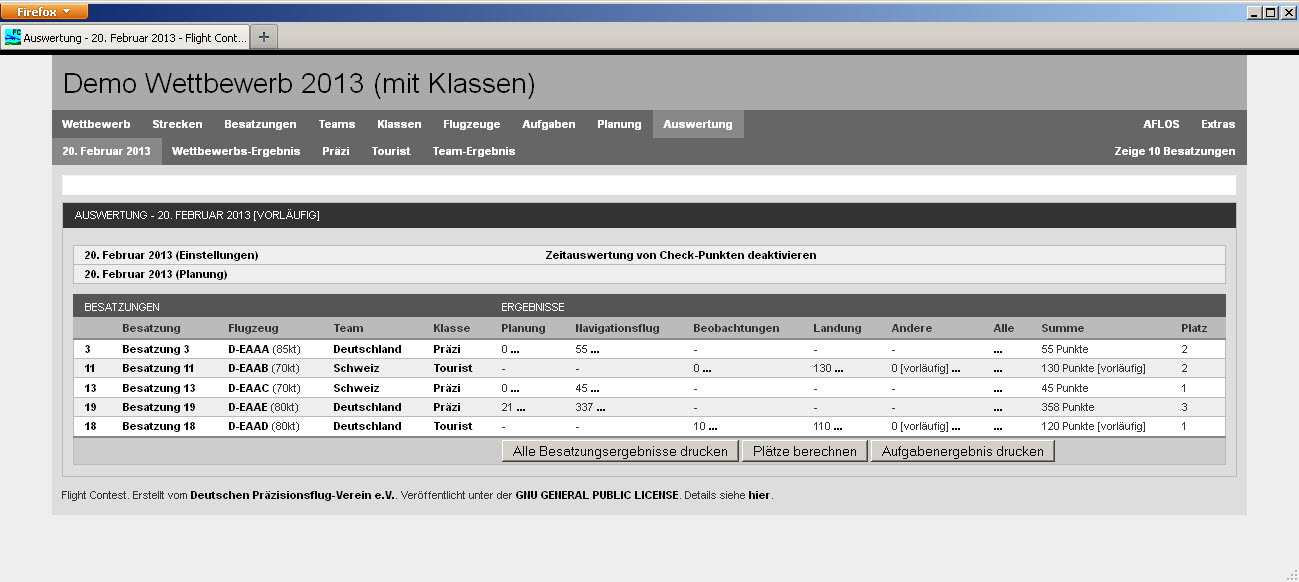 Firefox
Auswertung - 20. Februar 2013 - Flight Cont... +
Demo Wettbewerb 2013 (mit Klassen)
Wettbewerb Strecken Besatzungen Teams Klassen Flugzeuge Aufgaben Planung Auswertung AFLOS Extras
20. Februar 2013 Wettbewerbs-Ergebnis Präzi Tourist Team-Ergebnis Zeige 10 Besatzungen
AUSWERTUNG - 20. FEBRUAR 2013 [VORLÄUFIG]
20. Februar 2013 (Einstellungen) Zeitauswertung von Check-Punkten deaktivieren
20. Februar 2013 (Planung)
BESATZUNGEN ERGEBNISSE
Besatzung Flugzeug Team Klasse Planung Navigationsflug Beobachtungen Landung Andere Alle Summe Platz
3 Besatzung 3 D-EAAA (85kt) Deutschland Präzi 0 ... 55 ... - - - ... 55 Punkte 2
11 Besatzung 11 D-EAAB (70kt) Schweiz Tourist - - 0 ... 130 ... 0 [vorläufig] ... ... 130 Punkte [vorläufig] 2
13 Besatzung 13 D-EAAC (70kt) Schweiz Präzi 0 ... 45 ... - - - ... 45 Punkte 1
19 Besatzung 19 D-EAAE (80kt) Deutschland Präzi 21 ... 337 ... - - - ... 358 Punkte 3
18 Besatzung 18 D-EAAD (80kt) Deutschland Tourist - - 10 ... 110 ... 0 [vorläufig] ... ... 120 Punkte [vorläufig] 1
Alle Besatzungsergebnisse drucken Plätze berechnen Aufgabenergebnis drucken
Flight Contest. Erstellt vom Deutschen Präzisionsflug-Verein e.V.. Veröffentlicht unter der GNU GENERAL PUBLIC LICENSE. Details siehe hier.